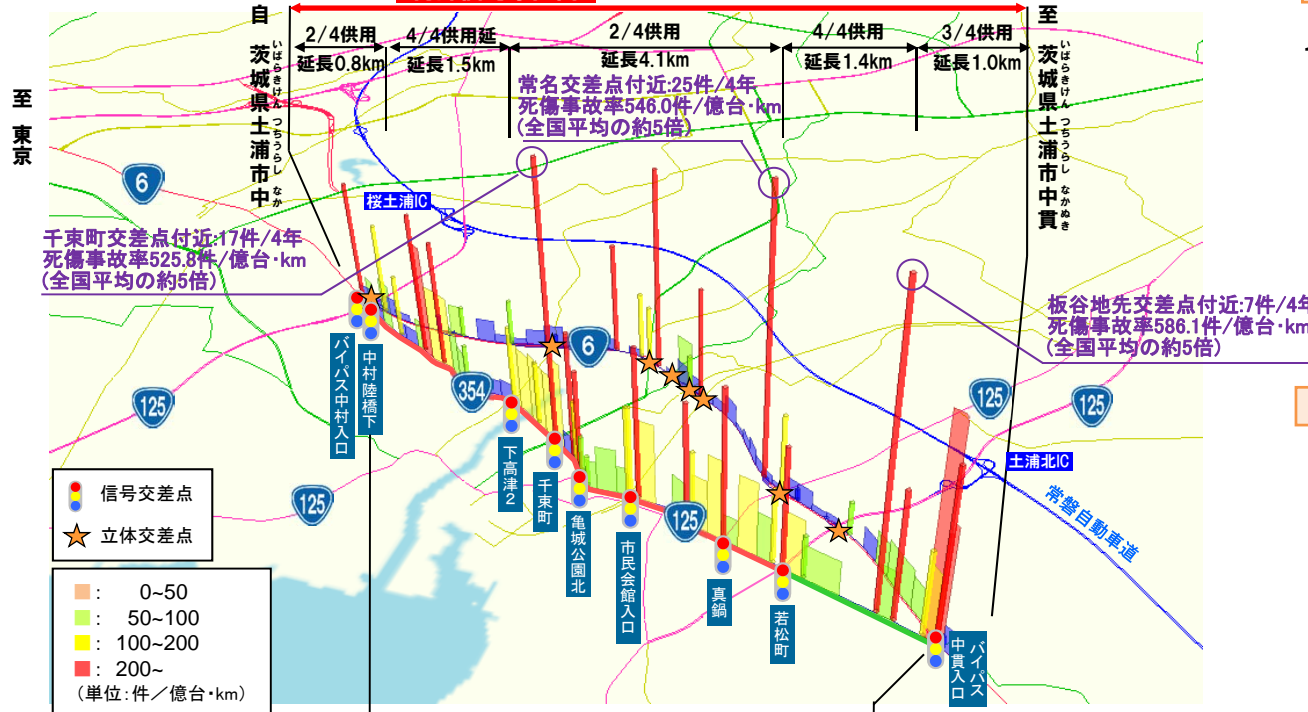 自
至
2/4供用
延長0.8km
4/4供用延
延長1.5km
2/4供用
延長4.1km
4/4供用
延長1.4km
3/4供用
延長1.0km
至 東京
茨城県土浦市中
いばらきけん つちうらし なか
茨城県土浦市中貫
いばらきけん つちうらし なかぬき
常名交差点付近:25件/4年
死傷事故率546.0件/億台・km
(全国平均の約5倍)
6
桜土浦IC
千束町交差点付近:17件/4年
死傷事故率525.8件/億台・km
(全国平均の約5倍)
板谷地先交差点付近:7件/4年
死傷事故率586.1件/億台・km
(全国平均の約5倍)
バイパス中村入口
中村陸橋下
6
354
125
125
125
125
125
下高津2
千束町
亀城公園北
市民会館入口
真鍋
若松町
バイパス
中貫入口
土浦北IC
常磐自動車道
信号交差点
立体交差点
: 0~50
: 50~100
: 100~200
: 200~
(単位:件/億台・km)